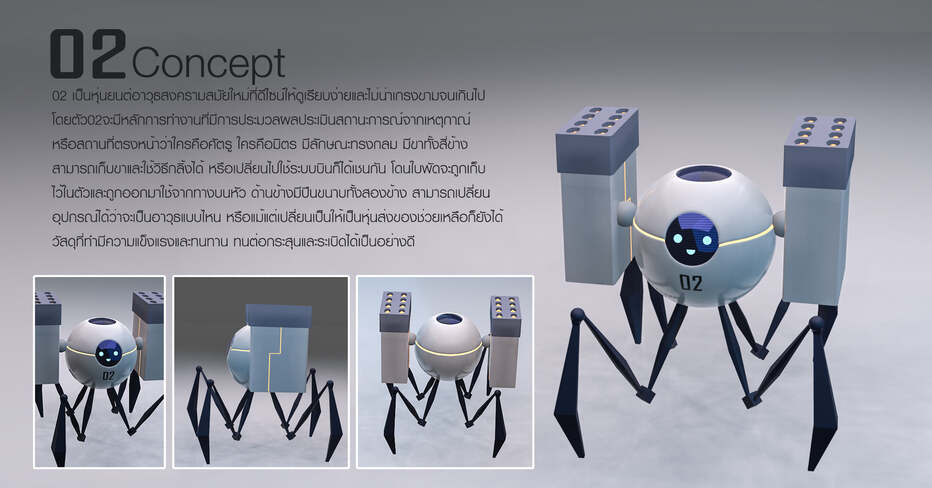 02 Concept
02 เป็นหุ่นยนต์อาวุธสงครามสมัยใหม่ที่ดีไซน์ให้ดูเรียบง่ายและไม่น่าเกรงขามจนเกินไป
โดยตัว02จะมีหลักการทำงานที่มีการประมวลผลประเมินสถานะการณ์จากเหตุกาณ์
หรือสถานที่ตรงหน้าว่าใครคือศัตรู ใครคือมิตร มีลักษณะทรงกลม มีขาทั้งสี่ข้าง
สามารถเก็บขาและใช้วิธีกลิ้งได้ หรือเปลี่ยนไปใช้ระบบบินก็ได้เชนกัน โดนใบพัดจะถูกเก็บ
ไว้ในตัวและถูกออกมาใช้จากทางบนหัว ด้านข้างมีปืนขนาบทั้งสองข้าง สามารถเปลี่ยน
อุปกรณ์ได้ว่าจะเป็นอาวุธแบบไหน หรือแม้แต่เปลี่ยนเป็นให้เป็นหุ่นส่งของช่วยเหลือก็ยังได้
วัสดุที่ทำมีความแข็งแรงและทนทาน ทนต่อกระสุนและระเบิดได้เป็นอย่างดี
02
02